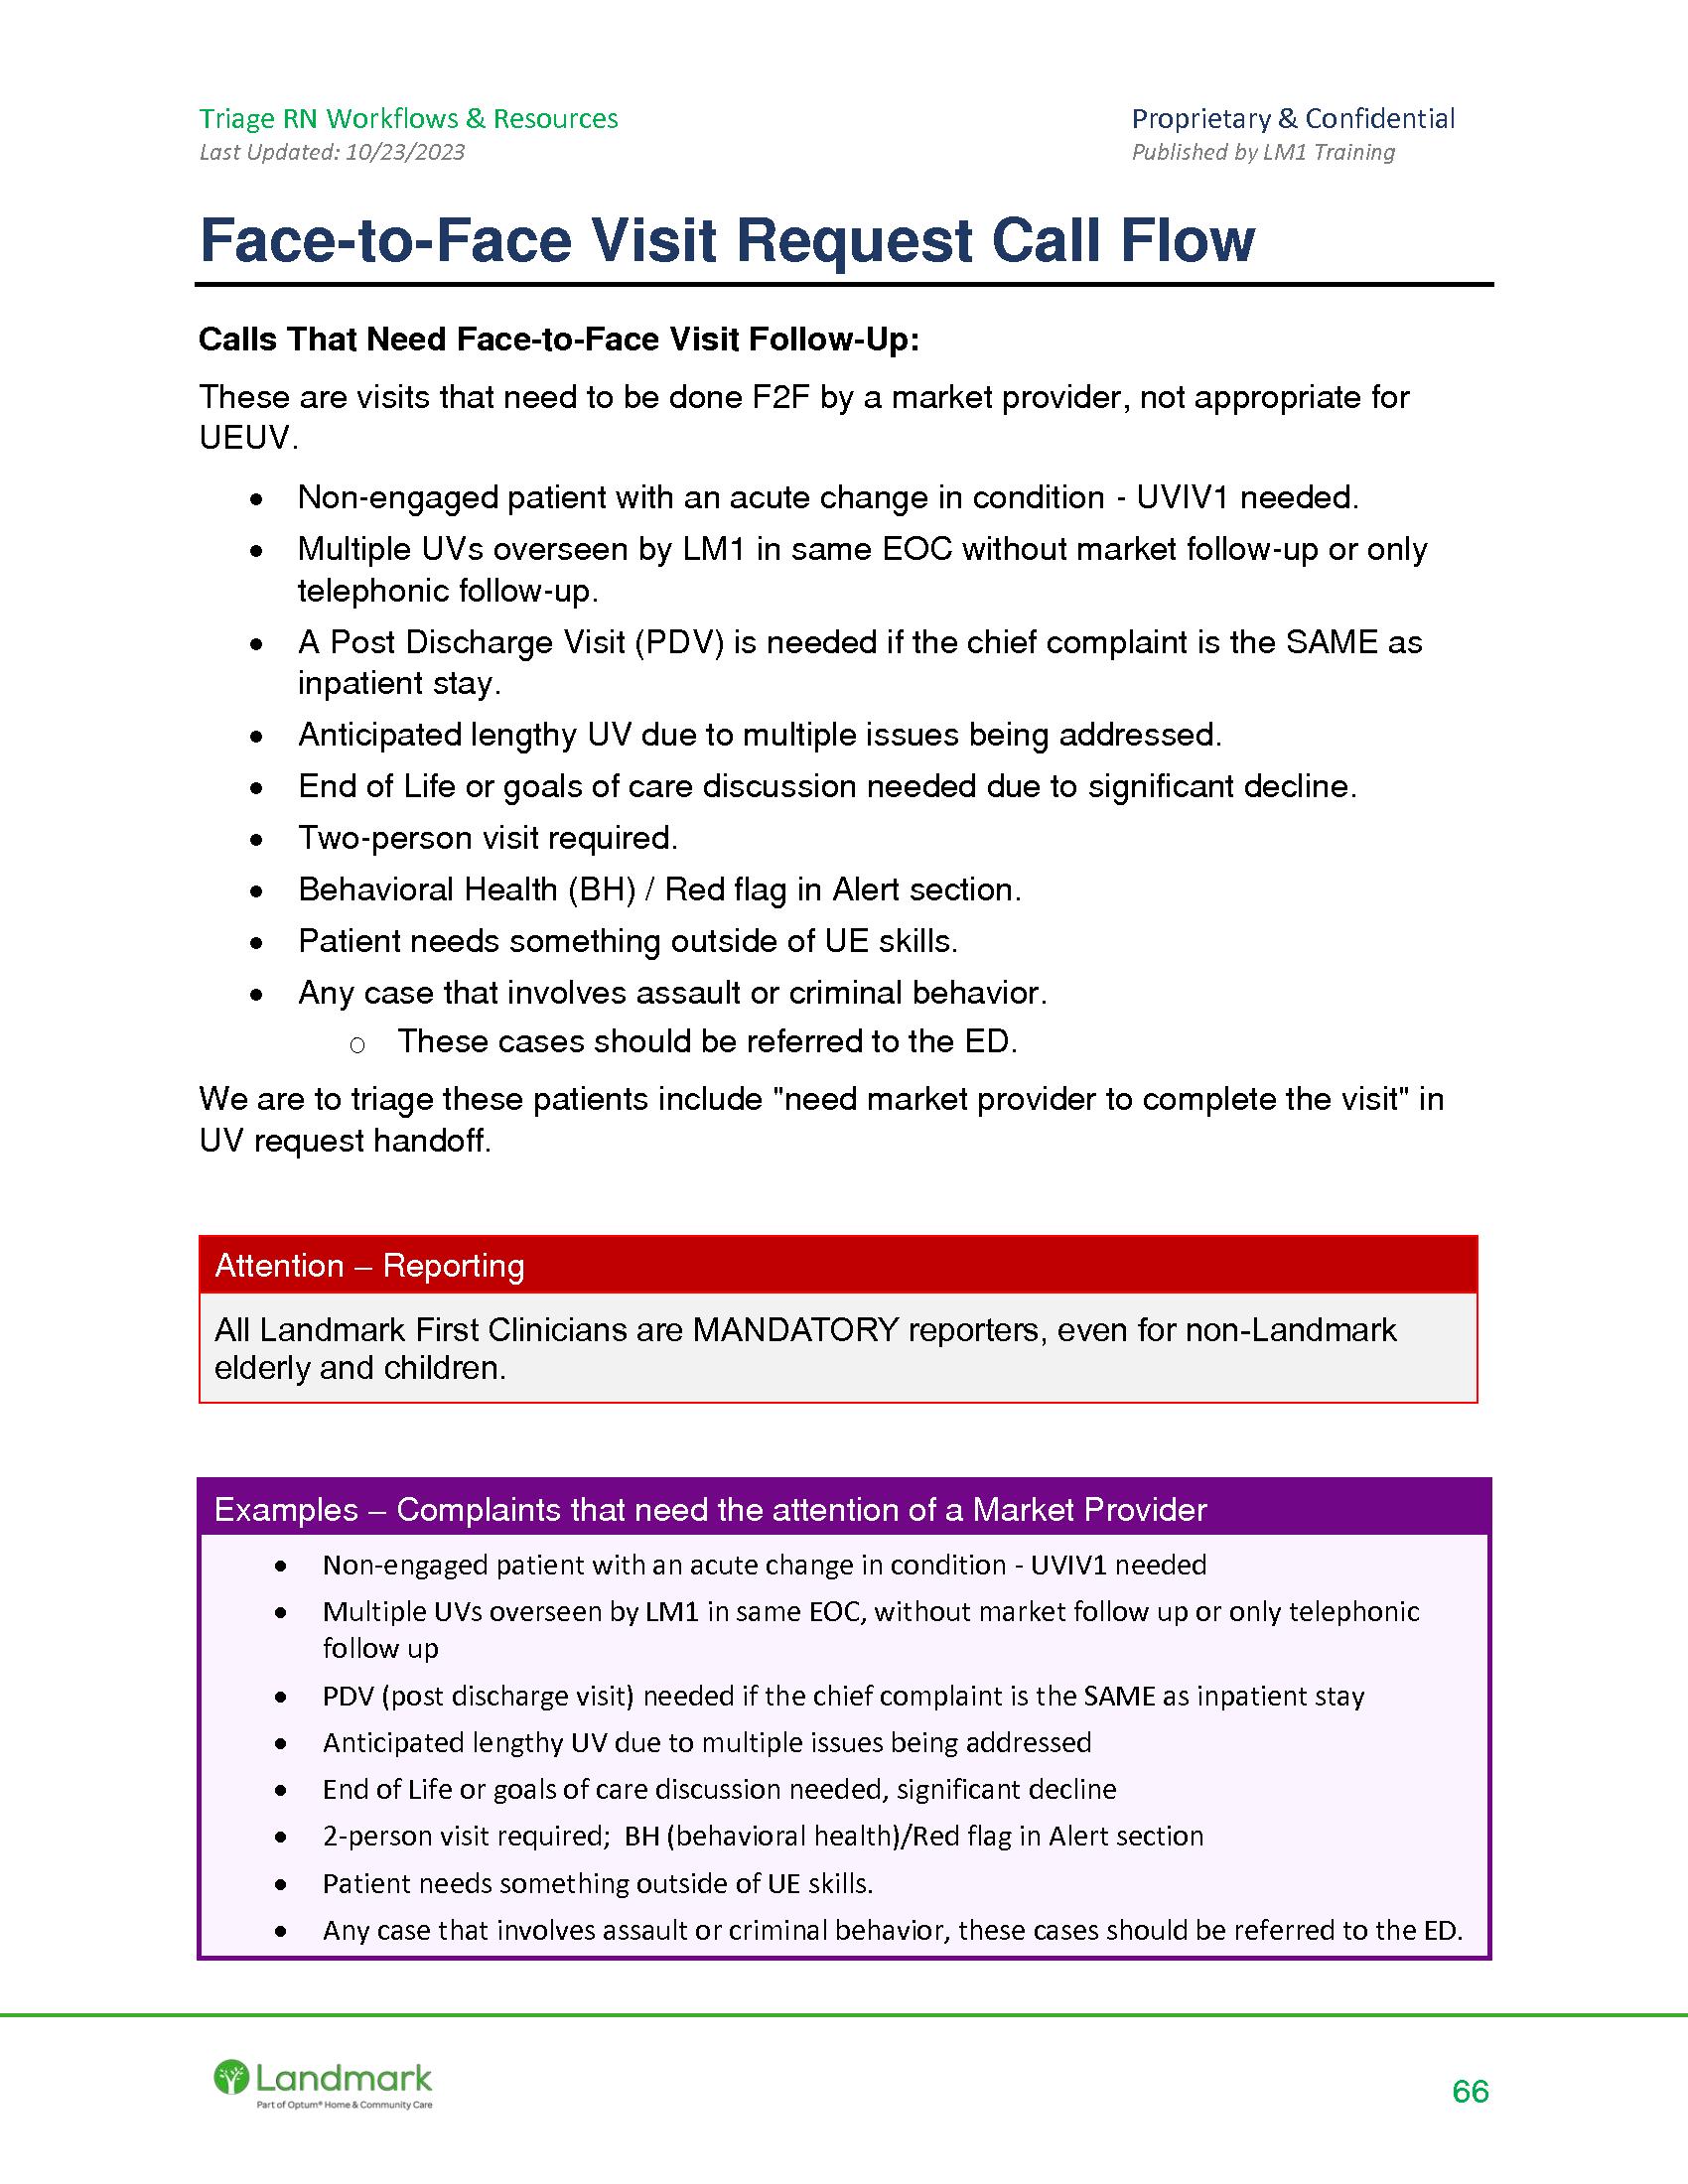 Triage RN Workflows & Resources
Proprietary & Confidential
Last Updated: 10/23/2023
Published by LM1 Training
Face-to-Face Visit Request Call Flow
Calls That Need Face-to-Face Visit Follow-Up:
These are visits that need to be done F2F by a market provider, not appropriate for
UEUV.
• Non-engaged patient with an acute change in condition - UVIV1 needed.
• Multiple UVs overseen by LM1 in same EOC without market follow-up or only
telephonic follow-up.
• A Post Discharge Visit (PDV) is needed if the chief complaint is the SAME as
inpatient stay.
• Anticipated lengthy UV due to multiple issues being addressed.
• End of Life or goals of care discussion needed due to significant decline.
• Two-person visit required.
• Behavioral Health (BH) / Red flag in Alert section.
• Patient needs something outside of UE skills.
• Any case that involves assault or criminal behavior.
o These cases should be referred to the ED.
We are to triage these patients include "need market provider to complete the visit" in
UV request handoff.
Attention – Reporting
All Landmark First Clinicians are MANDATORY reporters, even for non-Landmark
elderly and children.
Examples – Complaints that need the attention of a Market Provider
• Non-engaged patient with an acute change in condition - UVIV1 needed
• Multiple UVs overseen by LM1 in same EOC, without market follow up or only telephonic
follow up
• PDV (post discharge visit) needed if the chief complaint is the SAME as inpatient stay
• Anticipated lengthy UV due to multiple issues being addressed
• End of Life or goals of care discussion needed, significant decline
• 2-person visit required;  BH (behavioral health)/Red flag in Alert section
• Patient needs something outside of UE skills.
• Any case that involves assault or criminal behavior, these cases should be referred to the ED.
Landmark
Part of Optum® Home & Community Care
66